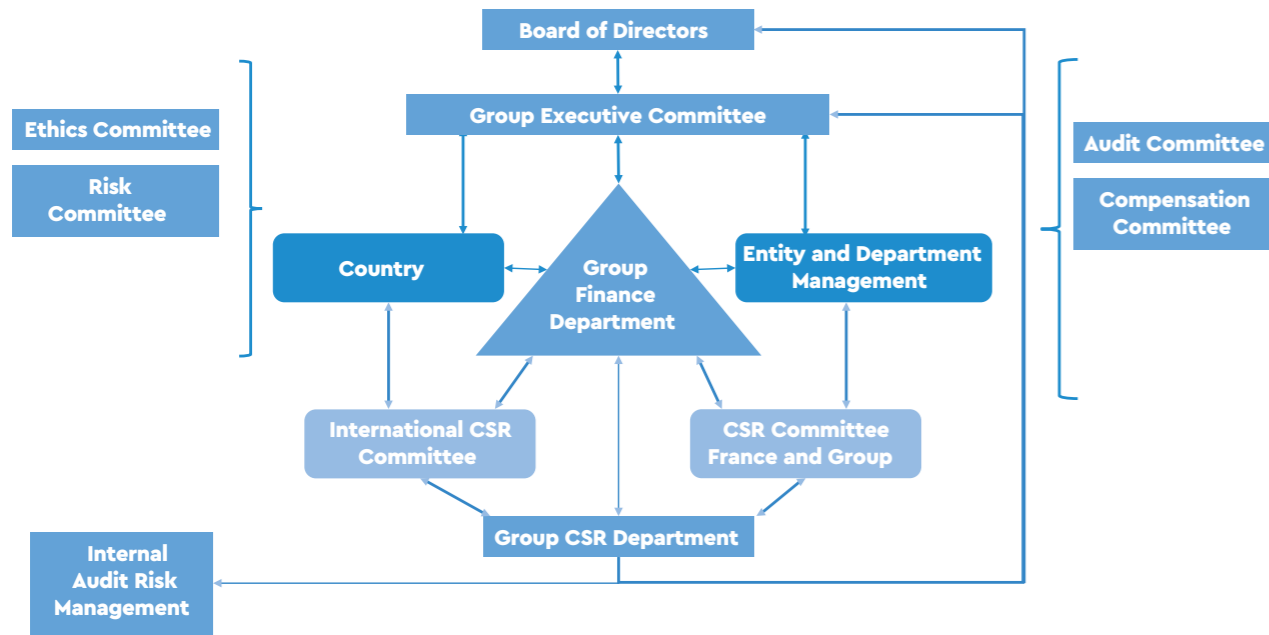 Board of Directors
Group Executive Committee
Ethics Committee
Risk
Committee
Audit Committee
Compensation
Committee
Country
Group
Finance
Department
Entity and Department
Management
International CSR
Committee
CSR Committee
France and Group
Group CSR Department
Internal
Audit Risk
Management